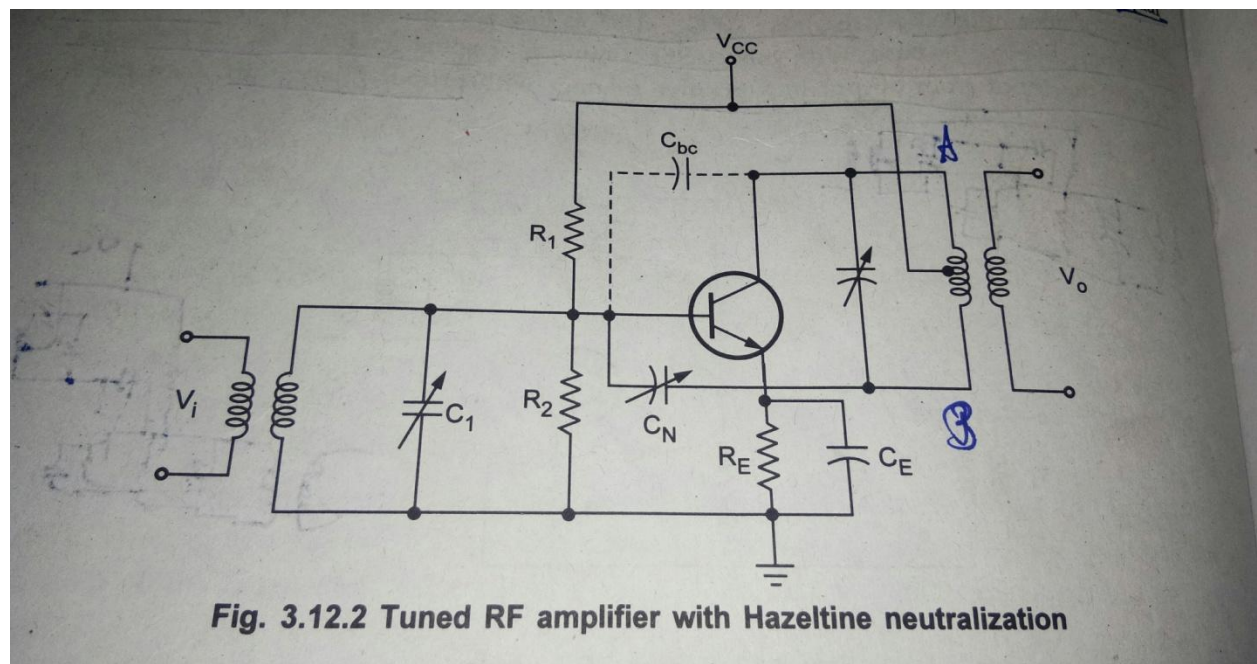 V_CC
C_bc
A
R_1
V_o
V_i
C_1
R_2
C_N
B
R_E
C_E
Fig. 3.12.2 Tuned RF amplifier with Hazeltine neutralization